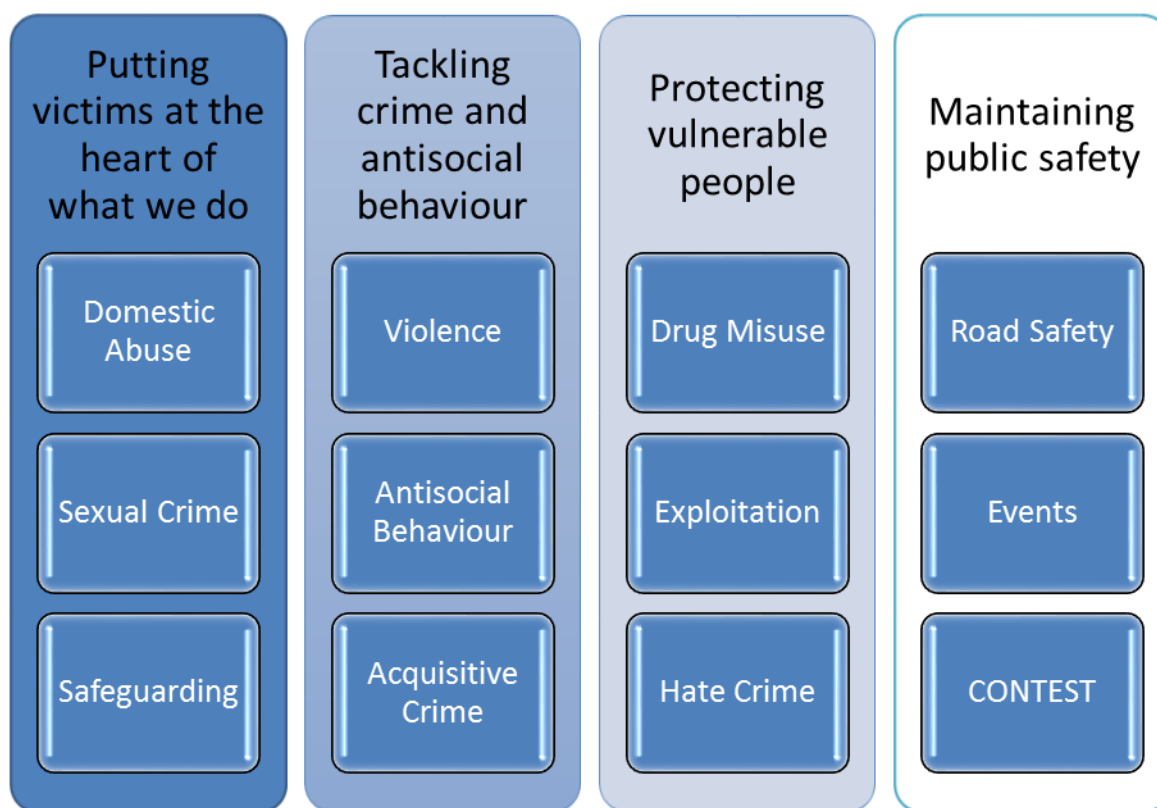 Putting
victims at the
heart of
what we do
Domestic
Abuse
Sexual Crime
Safeguarding
Tackling
crime and
antisocial
behaviour
Violence
Antisocial
Behaviour
Acquisitive
Crime
Protecting
vulnerable
people
Drug Misuse
Exploitation
Hate Crime
Maintaining
public safety
Road Safety
Events
CONTEST